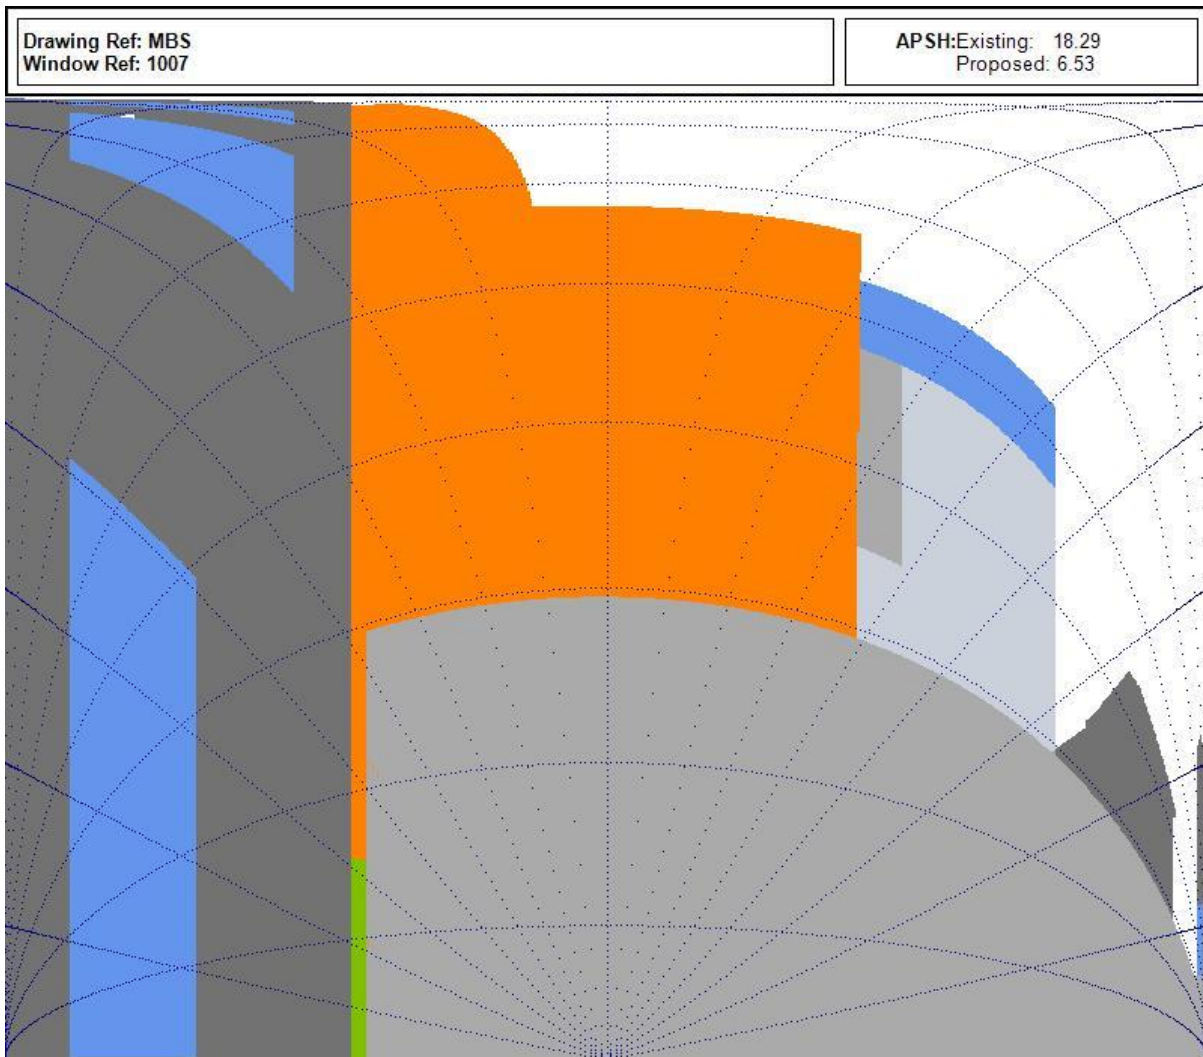 Drawing Ref: MBS
Window Ref: 1007
APSH:Existing: 18.29
Proposed: 6.53